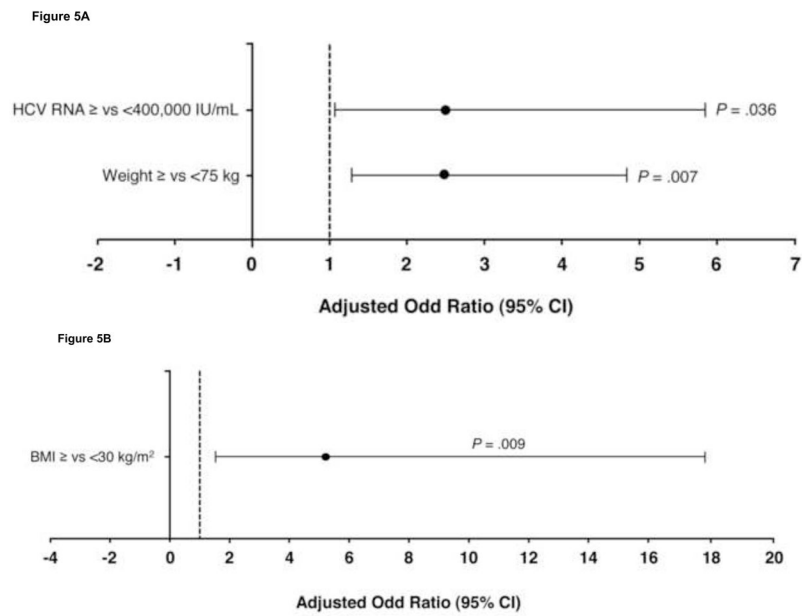 Figure 5A
HCV RNA ≥ vs <400,000 IU/mL
P = .036
Weight ≥ vs <75 kg
P = .007
-2 -1 0 1 2 3 4 5 6 7
Adjusted Odd Ratio (95% CI)
Figure 5B
P = .009
BMI ≥ vs <30 kg/m²
-4 -2 0 2 4 6 8 10 12 14 16 18 20
Adjusted Odd Ratio (95% CI)